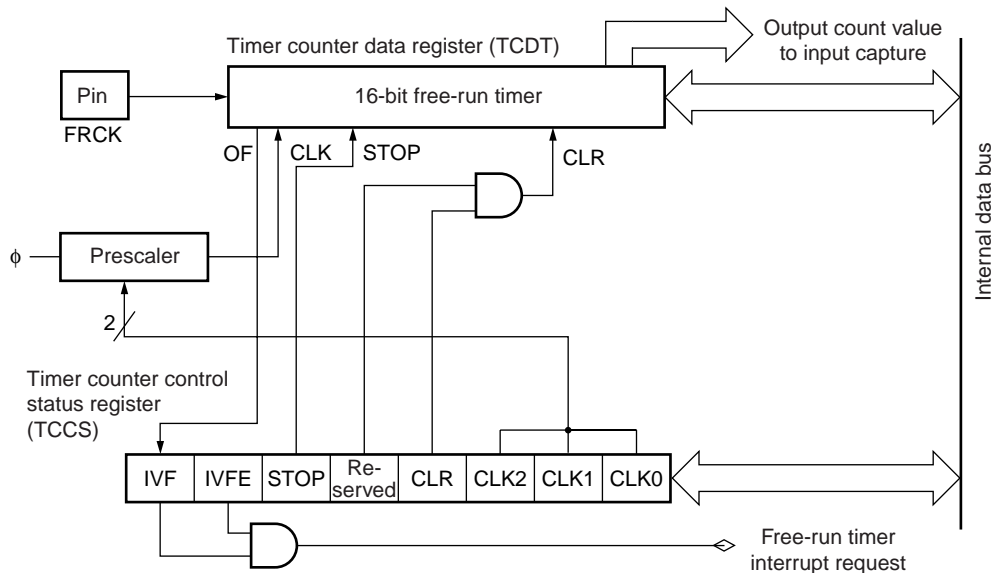 Output count value
to input capture
Timer counter data register (TCDT)
Pin
16-bit free-run timer
FRCK
OF
CLK
STOP
CLR
Internal data bus
ϕ
Prescaler
2
Timer counter control
status register
(TCCS)
IVF
IVFE
STOP
Re-
served
CLR
CLK2
CLK1
CLK0
Free-run timer
interrupt request